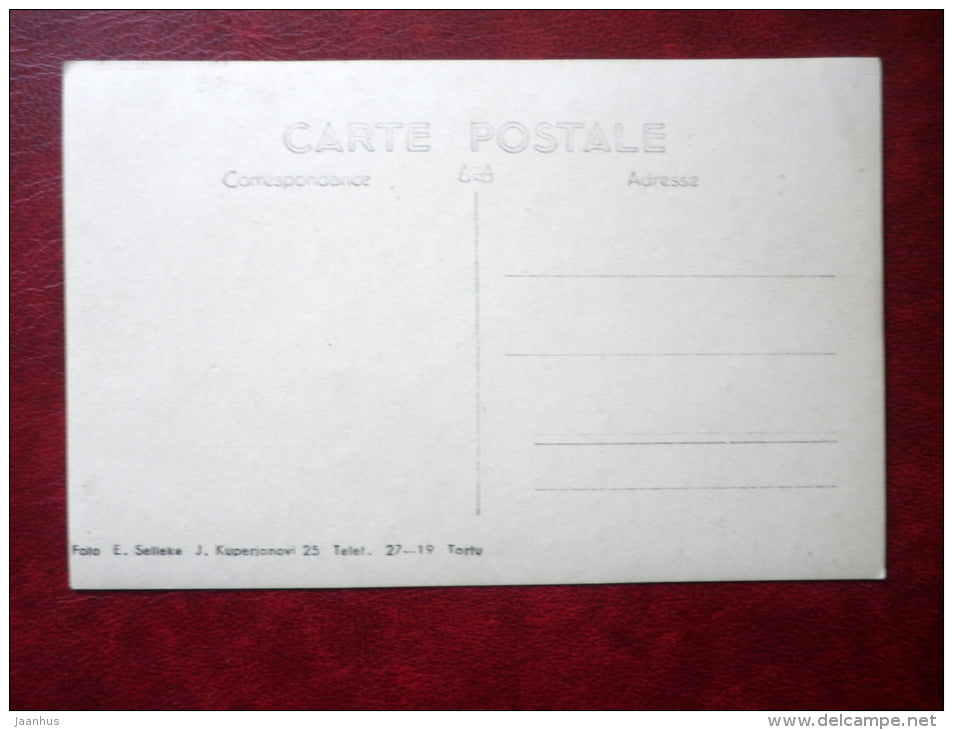 CARTE POSTALE
Correspondance Adresse
Foto E. Selleke J. Kuperjanovi 25 Telef. 27—19 Tartu
jaanhus
www.delcampe.net